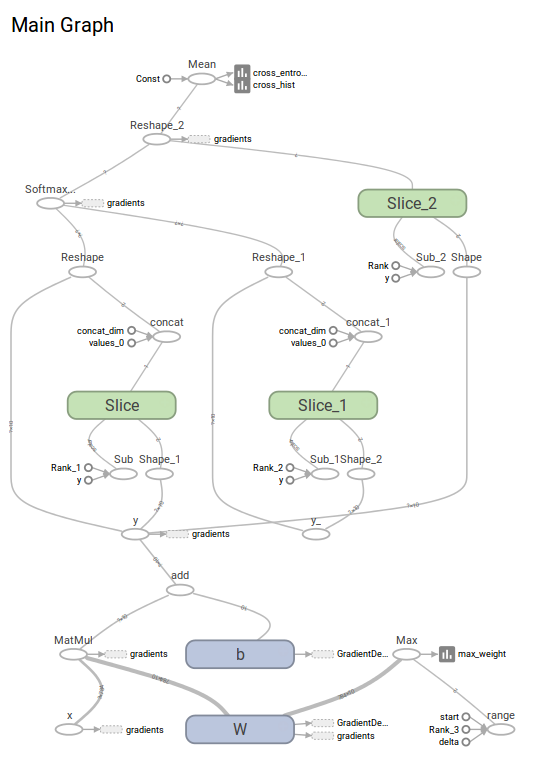 Main Graph
Mean
Const
cross_entro...
cross_hist
Reshape_2
gradients
Softmax...
gradients
Slice_2
Reshape
Reshape_1
Sub_2
Shape
Rank
y
concat
concat_dim
values_0
concat_1
concat_dim
values_0
Slice
Slice_1
Sub
Shape_1
Rank_1
y
Sub_1
Shape_2
Rank_2
y
y
gradients
y_
add
MatMul
gradients
b
GradientDe...
Max
max_weight
x
gradients
W
GradientDe...
gradients
start
Rank_3
delta
range